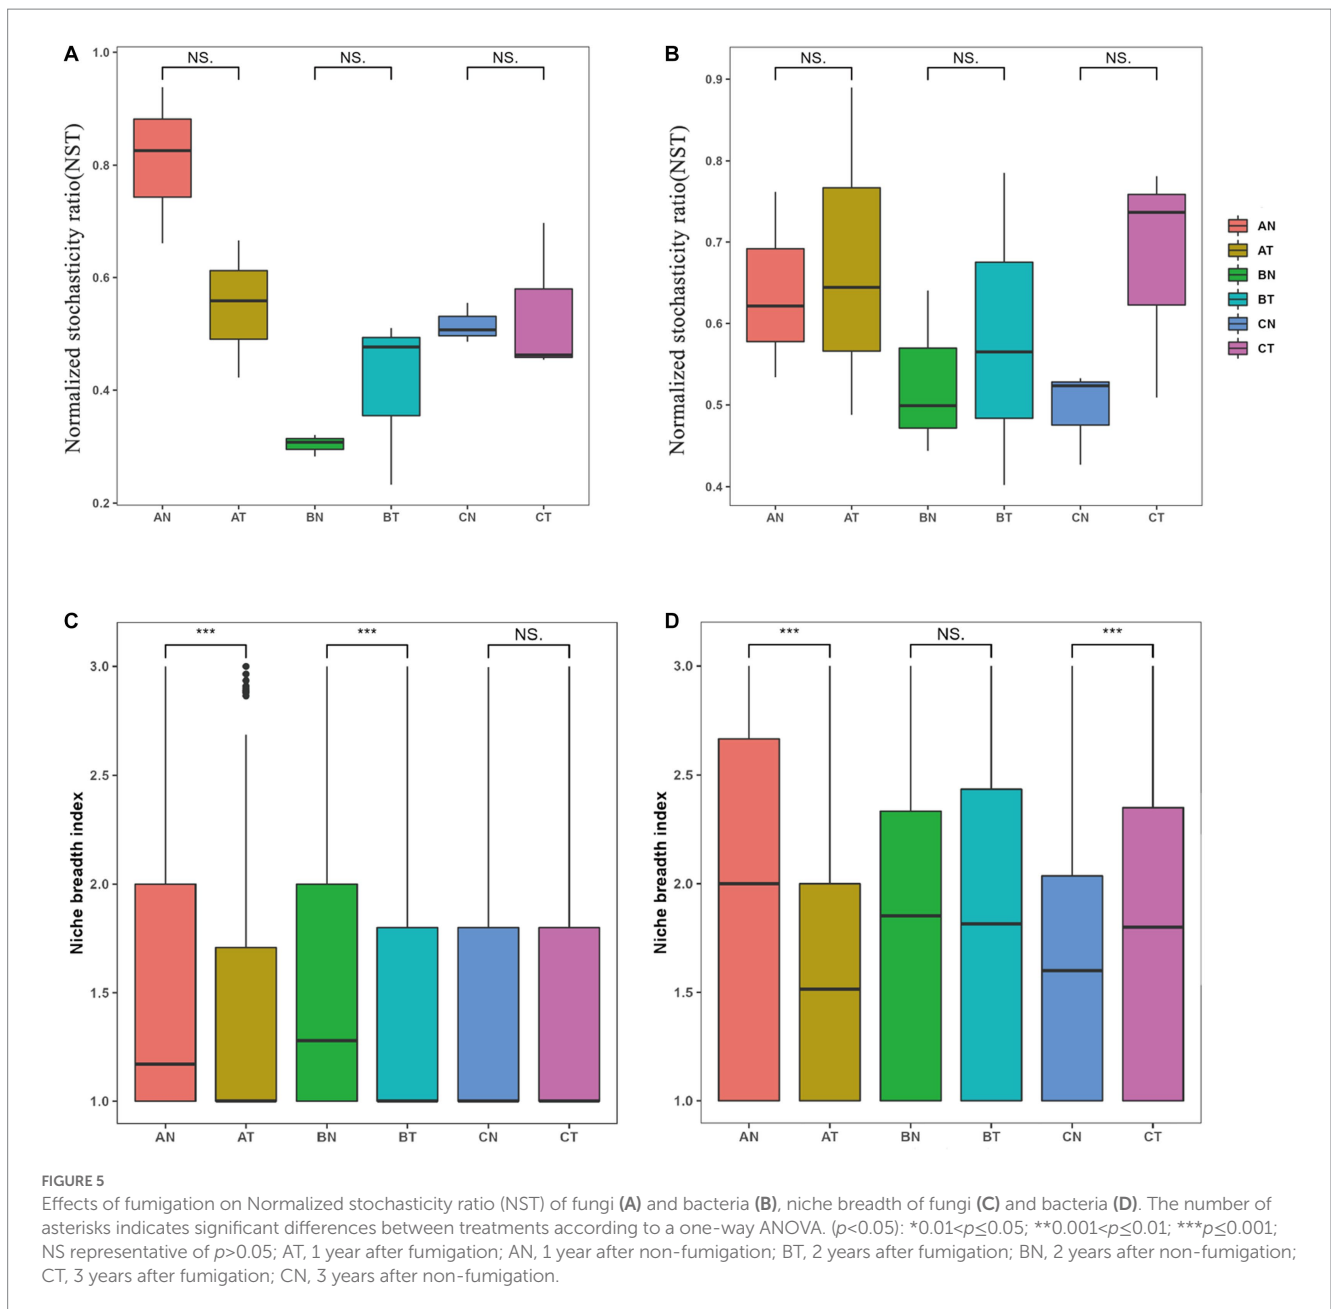 A
Normalized stochasticity ratio(NST)
1.0
0.8
0.6
0.4
0.2
NS.
NS.
NS.
AN
AT
BN
BT
CN
CT
B
Normalized stochasticity ratio(NST)
0.9
0.8
0.7
0.6
0.5
0.4
NS.
NS.
NS.
AN
AT
BN
BT
CN
CT
AN
AT
BN
BT
CN
CT
C
Niche breadth index
3.0
2.5
2.0
1.5
1.0
***
***
NS.
AN
AT
BN
BT
CN
CT
D
Niche breadth index
3.0
2.5
2.0
1.5
1.0
***
NS.
***
AN
AT
BN
BT
CN
CT
FIGURE 5
Effects of fumigation on Normalized stochasticity ratio (NST) of fungi (A) and bacteria (B), niche breadth of fungi (C) and bacteria (D). The number of
asterisks indicates significant differences between treatments according to a one-way ANOVA. (p<0.05): *0.01<p≤0.05; **0.001<p≤0.01; ***p≤0.001;
NS representative of p>0.05; AT, 1 year after fumigation; AN, 1 year after non-fumigation; BT, 2 years after fumigation; BN, 2 years after non-fumigation;
CT, 3 years after fumigation; CN, 3 years after non-fumigation.